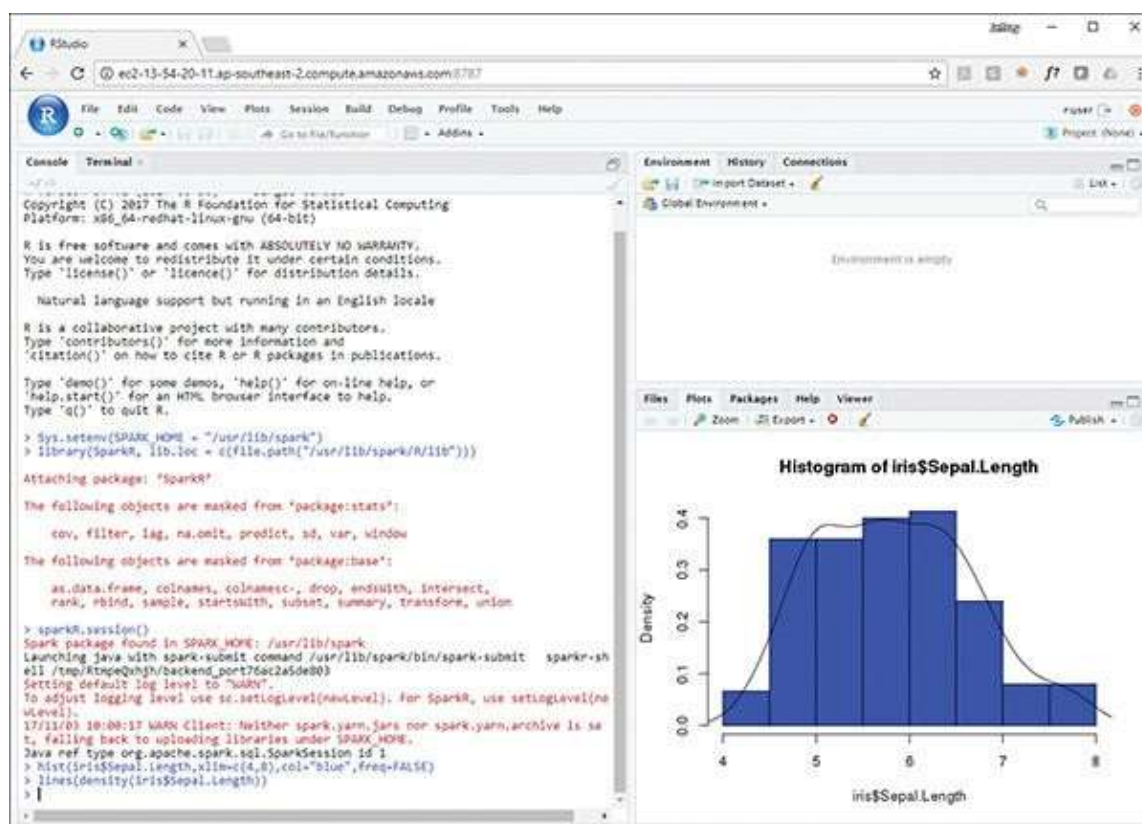 RStudio
ec2-13-54-20-11.ap-southeast-2.compute.amazonaws.com:8787
File Edit Code View Plots Session Build Debug Profile Tools Help
ruser
Go to file/function
Addins
Project: (None)
Console Terminal
Copyright (C) 2017 The R Foundation for Statistical Computing
Platform: x86_64-redhat-linux-gnu (64-bit)
R is free software and comes with ABSOLUTELY NO WARRANTY.
You are welcome to redistribute it under certain conditions.
Type 'license()' or 'licence()' for distribution details.
Natural language support but running in an English locale
R is a collaborative project with many contributors.
Type 'contributors()' for more information and
'citation()' on how to cite R or R packages in publications.
Type 'demo()' for some demos, 'help()' for on-line help, or
'help.start()' for an HTML browser interface to help.
Type 'q()' to quit R.
> Sys.setenv(SPARK_HOME = "/usr/lib/spark")
> library(SparkR, lib.loc = c(file.path("/usr/lib/spark/R/lib")))
Attaching package: 'SparkR'
The following objects are masked from 'package:stats':
cov, filter, lag, na.omit, predict, sd, var, window
The following objects are masked from 'package:base':
as.data.frame, colnames, colnames<-, drop, endsWith, intersect,
rank, rbind, sample, startsWith, subset, summary, transform, union
> sparkR.session()
Spark package found in SPARK_HOME: /usr/lib/spark
Launching java with spark-submit command /usr/lib/spark/bin/spark-submit sparkr-sh
ell /tmp/RtmpeQxhjh/backend_port76ac2a5de803
Setting default log level to "WARN".
To adjust logging level use sc.setLogLevel(newLevel). For SparkR, use setLogLevel(ne
wLevel).
17/11/03 10:00:17 WARN Client: Neither spark.yarn.jars nor spark.yarn.archive is se
t, falling back to uploading libraries under SPARK_HOME.
Java ref type org.apache.spark.sql.SparkSession id 1
> hist(iris$Sepal.Length,xlim=c(4,8),col="blue",freq=FALSE)
> lines(density(iris$Sepal.Length))
>
Environment History Connections
Import Dataset
List
Global Environment
Environment is empty
Files Plots Packages Help Viewer
Zoom Export Publish
Histogram of iris$Sepal.Length
Density
0.0 0.1 0.2 0.3 0.4
4 5 6 7 8
iris$Sepal.Length